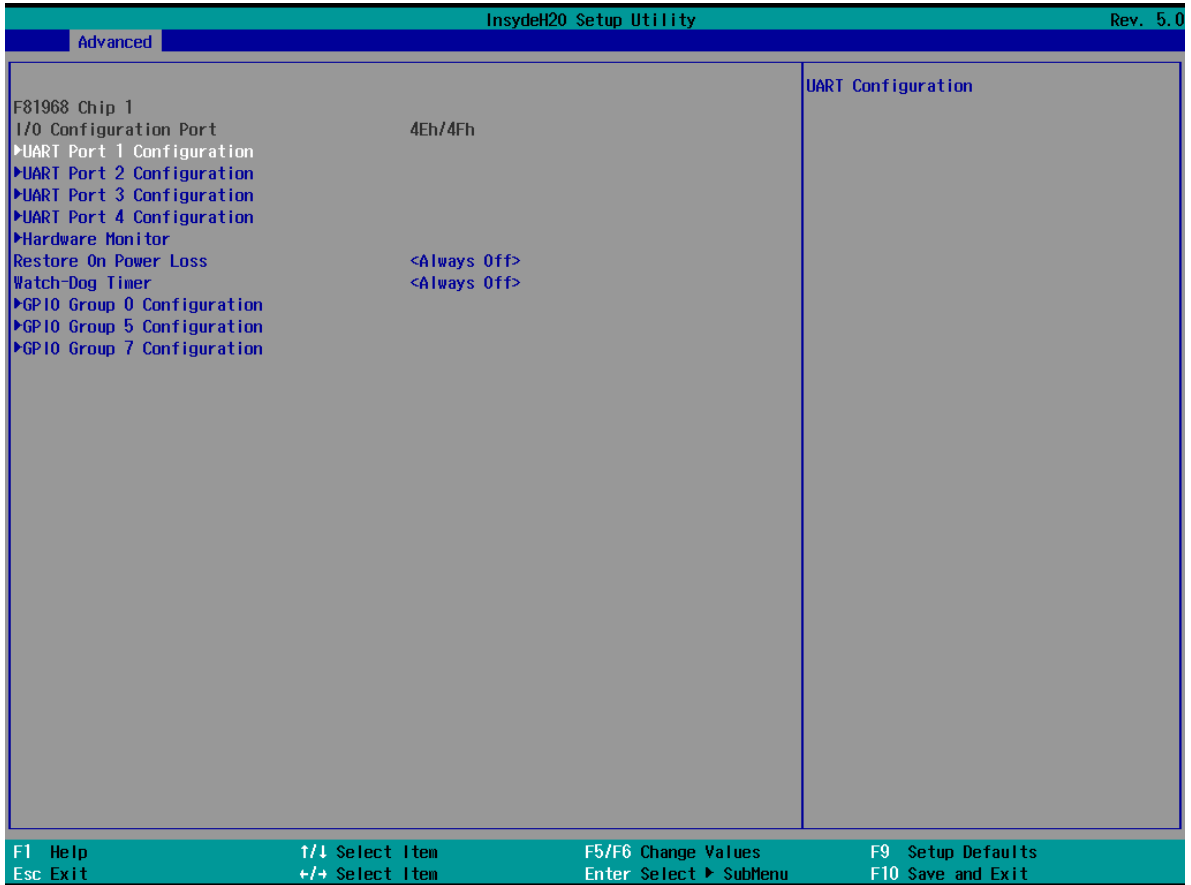 InsydeH20 Setup Utility Rev. 5.0
Advanced
UART Configuration
F81968 Chip 1
I/O Configuration Port 4Eh/4Fh
▶UART Port 1 Configuration
▶UART Port 2 Configuration
▶UART Port 3 Configuration
▶UART Port 4 Configuration
▶Hardware Monitor
Restore On Power Loss <Always Off>
Watch-Dog Timer <Always Off>
▶GPIO Group 0 Configuration
▶GPIO Group 5 Configuration
▶GPIO Group 7 Configuration
F1 Help ↑/↓ Select Item F5/F6 Change Values F9 Setup Defaults
Esc Exit ←/→ Select Item Enter Select ▶ SubMenu F10 Save and Exit